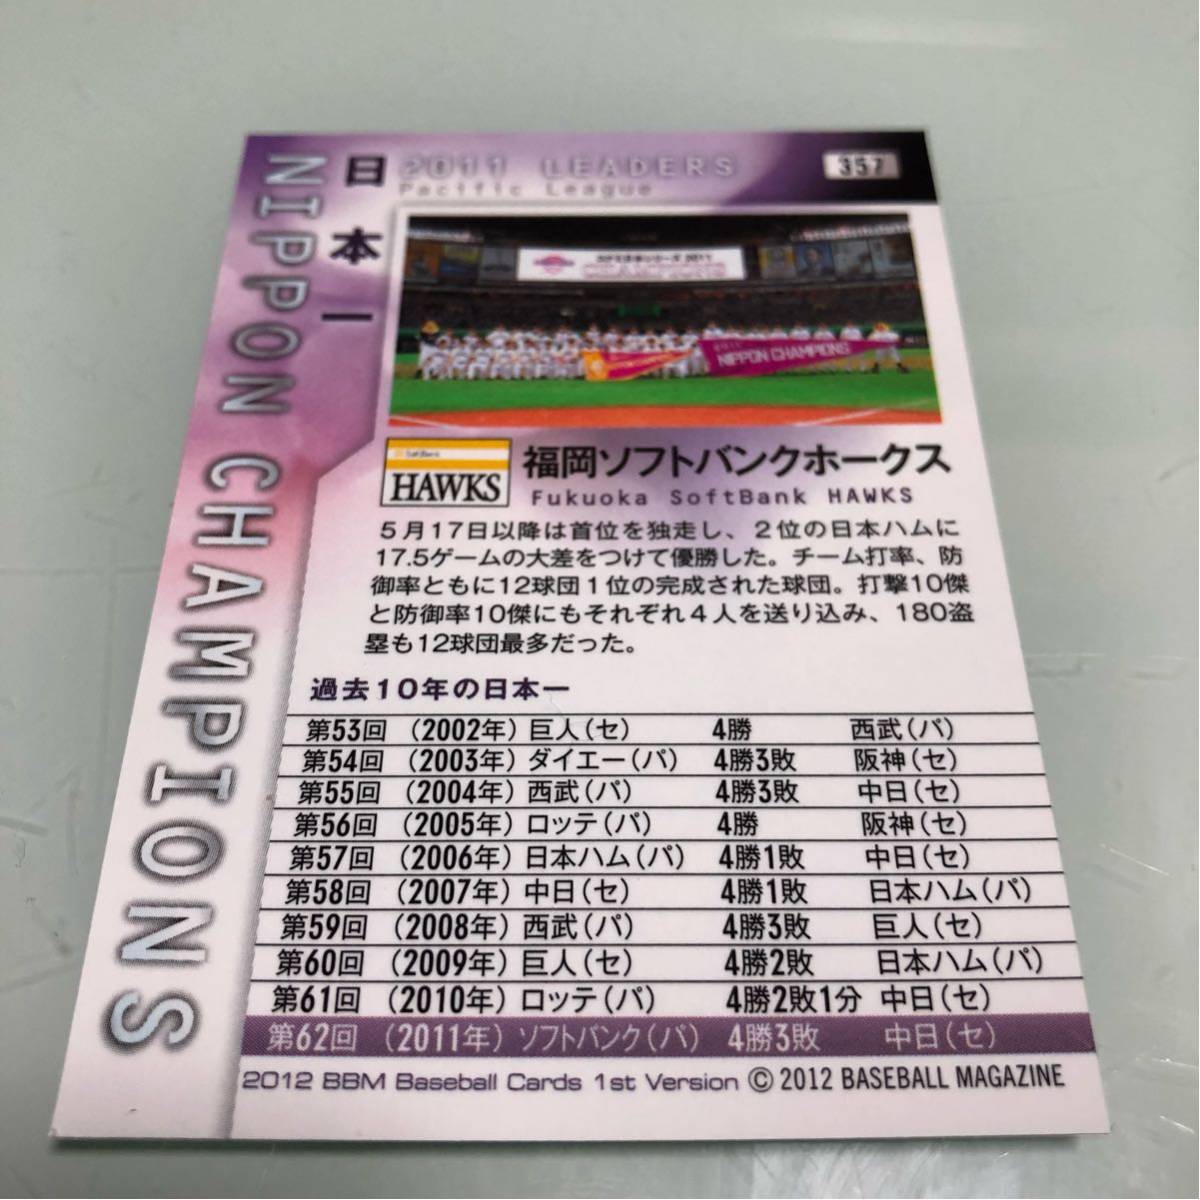 NIPPON CHAMPIONS
日本一
2011 LEADERS
Pacific League
357
2011
NIPPON CHAMPIONS
SoftBank
HAWKS
福岡ソフトバンクホークス
Fukuoka SoftBank HAWKS
5月17日以降は首位を独走し、2位の日本ハムに
17.5ゲームの大差をつけて優勝した。チーム打率、防
御率ともに12球団1位の完成された球団。打撃10傑
と防御率10傑にもそれぞれ4人を送り込み、180盗
塁も12球団最多だった。
過去10年の日本一
第53回 (2002年) 巨人(セ) 4勝 西武(パ)
第54回 (2003年) ダイエー(パ) 4勝3敗 阪神(セ)
第55回 (2004年) 西武(パ) 4勝3敗 中日(セ)
第56回 (2005年) ロッテ(パ) 4勝 阪神(セ)
第57回 (2006年) 日本ハム(パ) 4勝1敗 中日(セ)
第58回 (2007年) 中日(セ) 4勝1敗 日本ハム(パ)
第59回 (2008年) 西武(パ) 4勝3敗 巨人(セ)
第60回 (2009年) 巨人(セ) 4勝2敗 日本ハム(パ)
第61回 (2010年) ロッテ(パ) 4勝2敗1分 中日(セ)
第62回 (2011年) ソフトバンク(パ) 4勝3敗 中日(セ)
2012 BBM Baseball Cards 1st Version © 2012 BASEBALL MAGAZINE